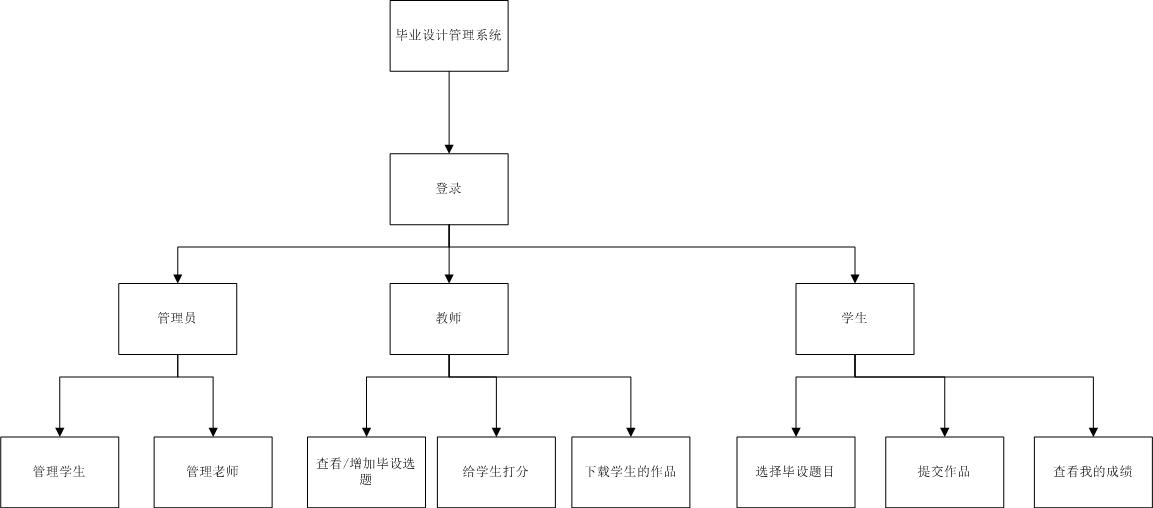 毕业设计管理系统
登录
管理员
教师
学生
管理学生
管理老师
查看/增加毕设选
题
给学生打分
下载学生的作品
选择毕设题目
提交作品
查看我的成绩